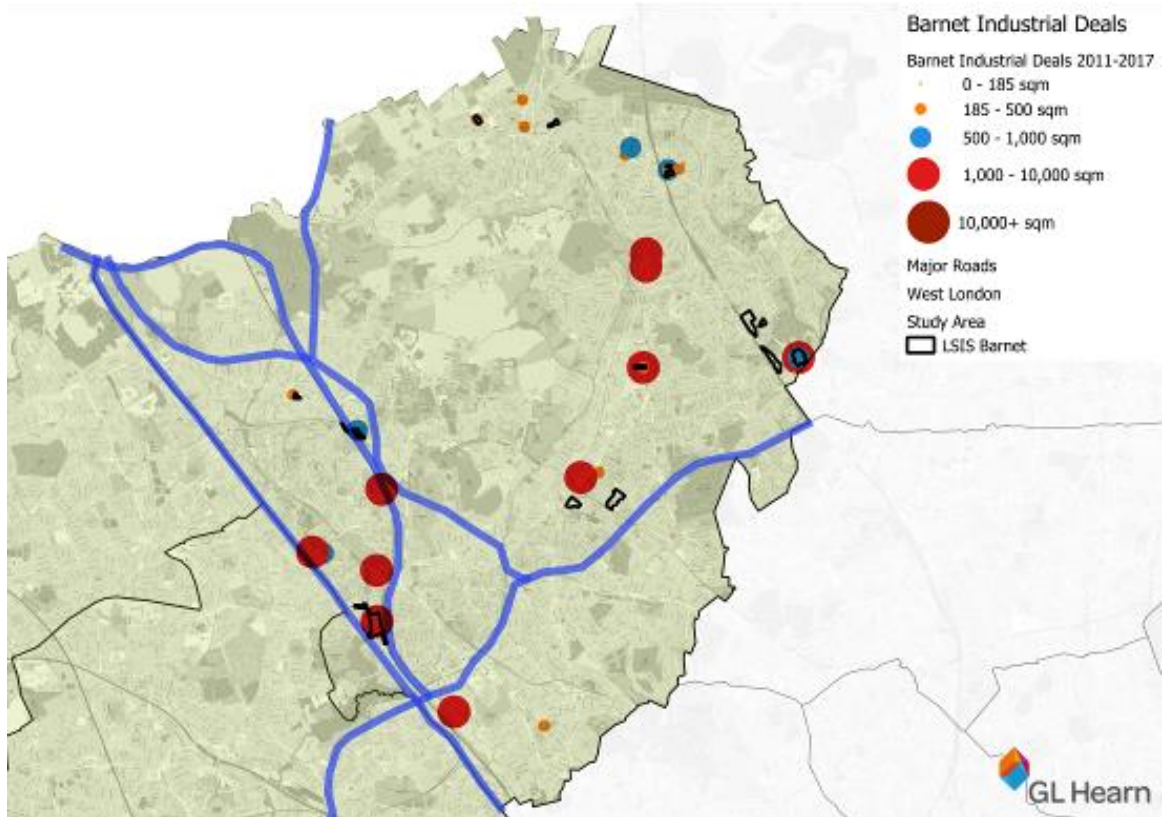 Barnet Industrial Deals
Barnet Industrial Deals 2011-2017
0 - 185 sqm
185 - 500 sqm
500 - 1,000 sqm
1,000 - 10,000 sqm
10,000+ sqm
Major Roads
West London
Study Area
LSIS Barnet
GL Hearn